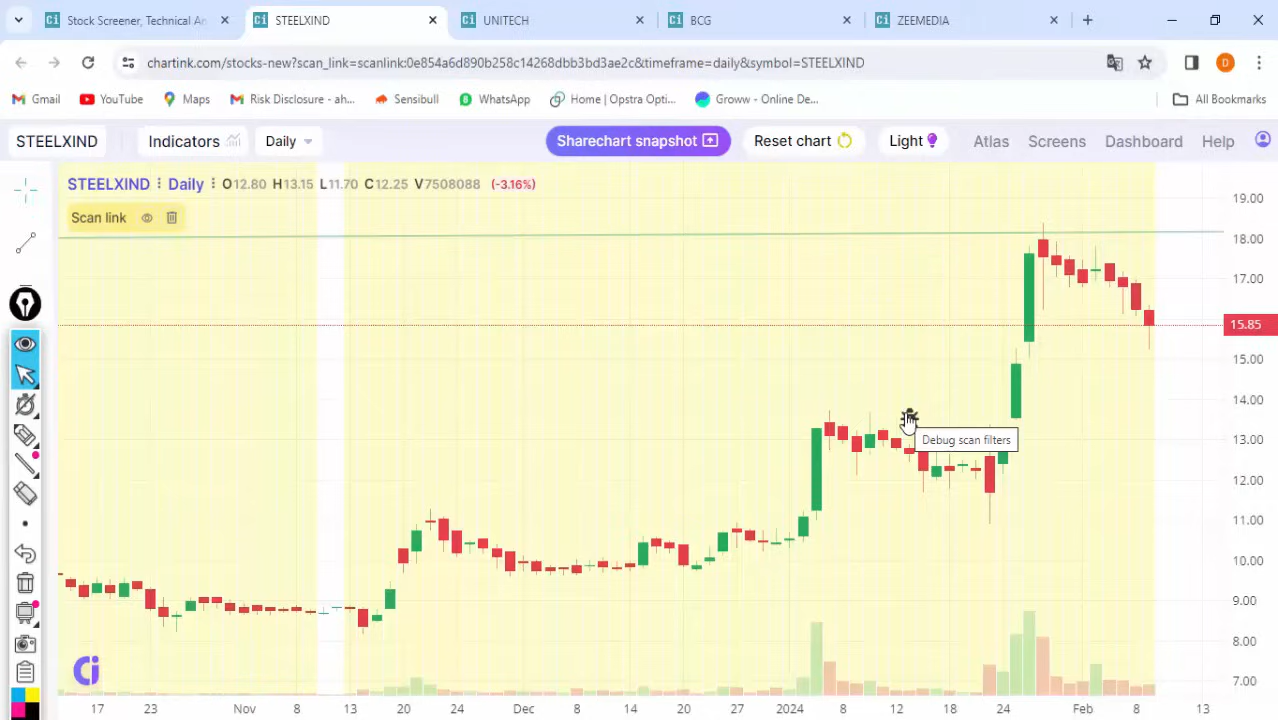 Stock Screener, Technical An
STEELXIND
UNITECH
BCG
ZEEMEDIA
chartink.com/stocks-new?scan_link=scanlink:0e854a6d890b258c14268dbb3bd3ae2c&timeframe=daily&symbol=STEELXIND
D
Gmail
YouTube
Maps
Risk Disclosure - ah...
Sensibull
WhatsApp
Home | Opstra Opti...
Groww - Online De...
All Bookmarks
STEELXIND
Indicators
Daily
Sharechart snapshot
Reset chart
Light
Atlas
Screens
Dashboard
Help
STEELXIND Daily O12.80 H13.15 L11.70 C12.25 V7508088 (-3.16%)
Scan link
19.00
18.00
17.00
15.85
15.00
14.00
13.00
12.00
11.00
10.00
9.00
8.00
7.00
Debug scan filters
Ci
17 23 Nov 8 13 20 24 Dec 8 14 20 27 2024 8 12 18 24 Feb 8 13